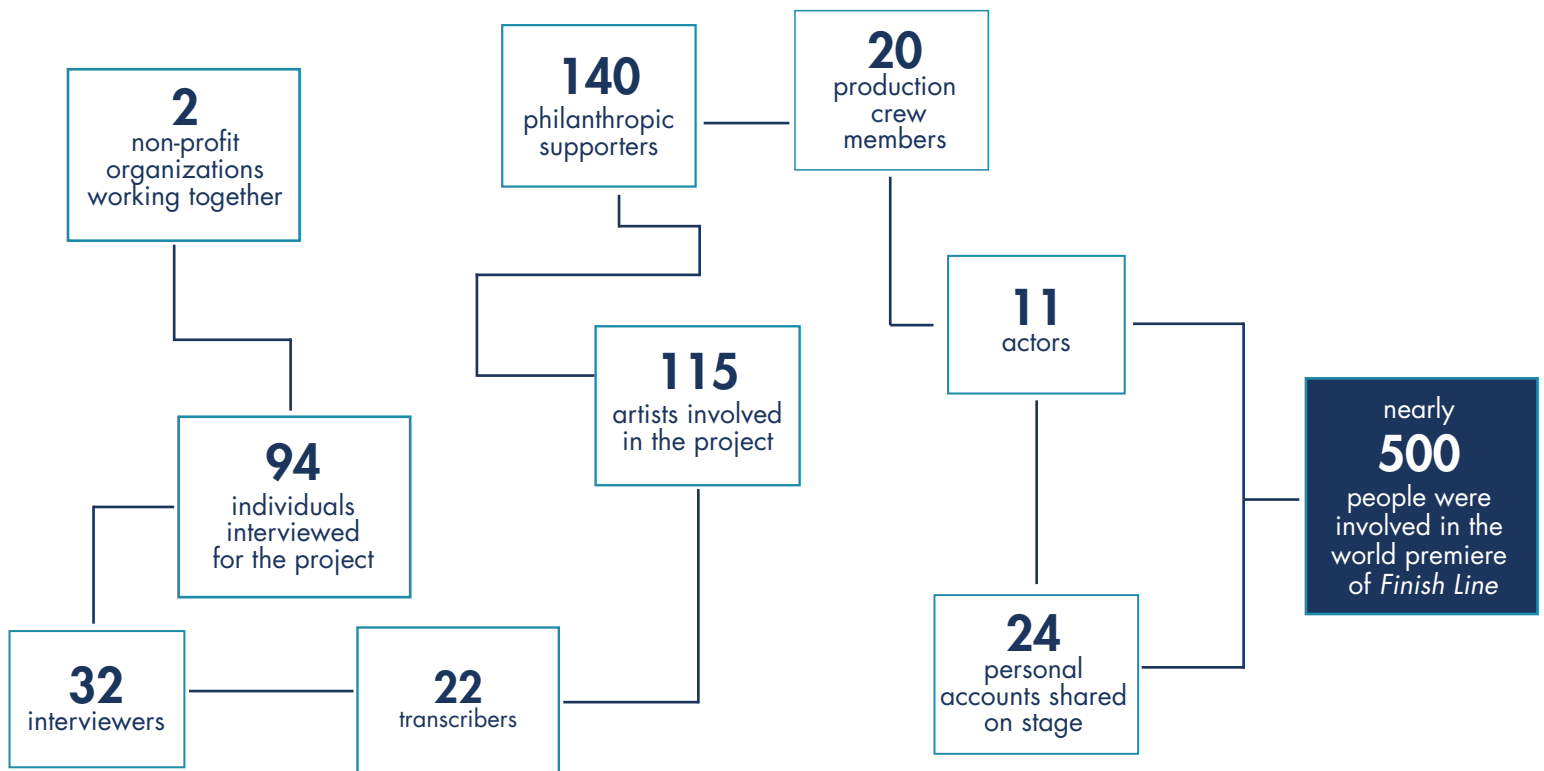 2
non-profit
organizations
working together
94
individuals
interviewed
for the project
32
interviewers
22
transcribers
115
artists involved
in the project
140
philanthropic
supporters
20
production
crew
members
11
actors
24
personal
accounts shared
on stage
nearly
500
people were
involved in the
world premiere
of Finish Line